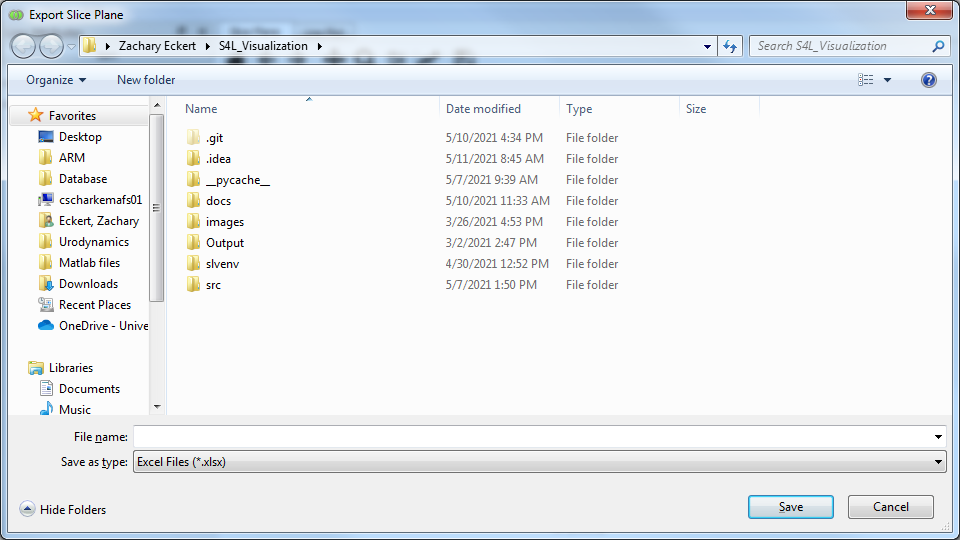 Export Slice Plane
Zachary Eckert S4L_Visualization
Search S4L_Visualization
Organize New folder
Name Date modified Type Size
Favorites
Desktop
ARM
Database
cscharkemafs01
Eckert, Zachary
Urodynamics
Matlab files
Downloads
Recent Places
OneDrive - Unive
Libraries
Documents
Music
.git 5/10/2021 4:34 PM File folder
.idea 5/11/2021 8:45 AM File folder
__pycache__ 5/7/2021 9:39 AM File folder
docs 5/10/2021 11:33 AM File folder
images 3/26/2021 4:53 PM File folder
Output 3/2/2021 2:47 PM File folder
slvenv 4/30/2021 12:52 PM File folder
src 5/7/2021 1:50 PM File folder
File name:
Save as type: Excel Files (*.xlsx)
Hide Folders
Save Cancel